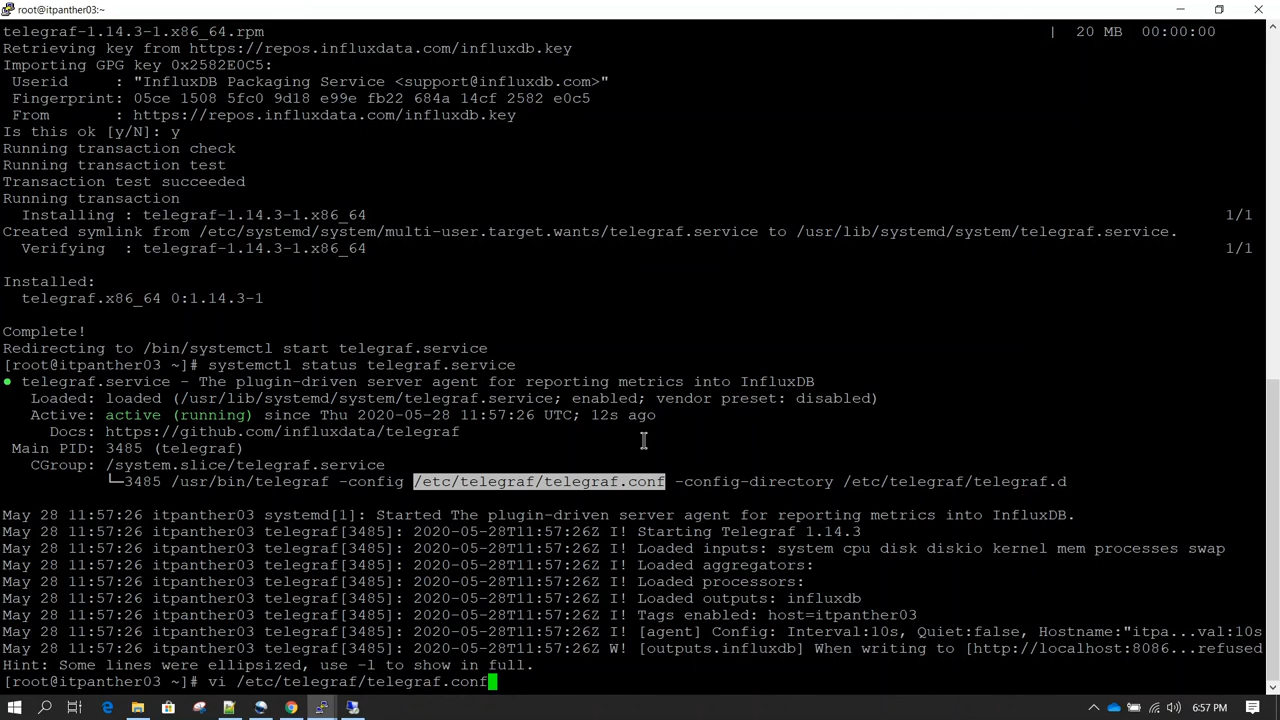 root@itpanther03:~
telegraf-1.14.3-1.x86_64.rpm | 20 MB 00:00:00
Retrieving key from https://repos.influxdata.com/influxdb.key
Importing GPG key 0x2582E0C5:
Userid : "InfluxDB Packaging Service <support@influxdb.com>"
Fingerprint: 05ce 1508 5fc0 9d18 e99e fb22 684a 14cf 2582 e0c5
From : https://repos.influxdata.com/influxdb.key
Is this ok [y/N]: y
Running transaction check
Running transaction test
Transaction test succeeded
Running transaction
Installing : telegraf-1.14.3-1.x86_64 1/1
Created symlink from /etc/systemd/system/multi-user.target.wants/telegraf.service to /usr/lib/systemd/system/telegraf.service.
Verifying : telegraf-1.14.3-1.x86_64 1/1
Installed:
telegraf.x86_64 0:1.14.3-1
Complete!
Redirecting to /bin/systemctl start telegraf.service
[root@itpanther03 ~]# systemctl status telegraf.service
● telegraf.service - The plugin-driven server agent for reporting metrics into InfluxDB
Loaded: loaded (/usr/lib/systemd/system/telegraf.service; enabled; vendor preset: disabled)
Active: active (running) since Thu 2020-05-28 11:57:26 UTC; 12s ago
Docs: https://github.com/influxdata/telegraf
Main PID: 3485 (telegraf)
CGroup: /system.slice/telegraf.service
└─3485 /usr/bin/telegraf -config /etc/telegraf/telegraf.conf -config-directory /etc/telegraf/telegraf.d
May 28 11:57:26 itpanther03 systemd[1]: Started The plugin-driven server agent for reporting metrics into InfluxDB.
May 28 11:57:26 itpanther03 telegraf[3485]: 2020-05-28T11:57:26Z I! Starting Telegraf 1.14.3
May 28 11:57:26 itpanther03 telegraf[3485]: 2020-05-28T11:57:26Z I! Loaded inputs: system cpu disk diskio kernel mem processes swap
May 28 11:57:26 itpanther03 telegraf[3485]: 2020-05-28T11:57:26Z I! Loaded aggregators:
May 28 11:57:26 itpanther03 telegraf[3485]: 2020-05-28T11:57:26Z I! Loaded processors:
May 28 11:57:26 itpanther03 telegraf[3485]: 2020-05-28T11:57:26Z I! Loaded outputs: influxdb
May 28 11:57:26 itpanther03 telegraf[3485]: 2020-05-28T11:57:26Z I! Tags enabled: host=itpanther03
May 28 11:57:26 itpanther03 telegraf[3485]: 2020-05-28T11:57:26Z I! [agent] Config: Interval:10s, Quiet:false, Hostname:"itpa...val:10s
May 28 11:57:26 itpanther03 telegraf[3485]: 2020-05-28T11:57:26Z W! [outputs.influxdb] When writing to [http://localhost:8086...refused
Hint: Some lines were ellipsized, use -l to show in full.
[root@itpanther03 ~]# vi /etc/telegraf/telegraf.conf
6:57 PM